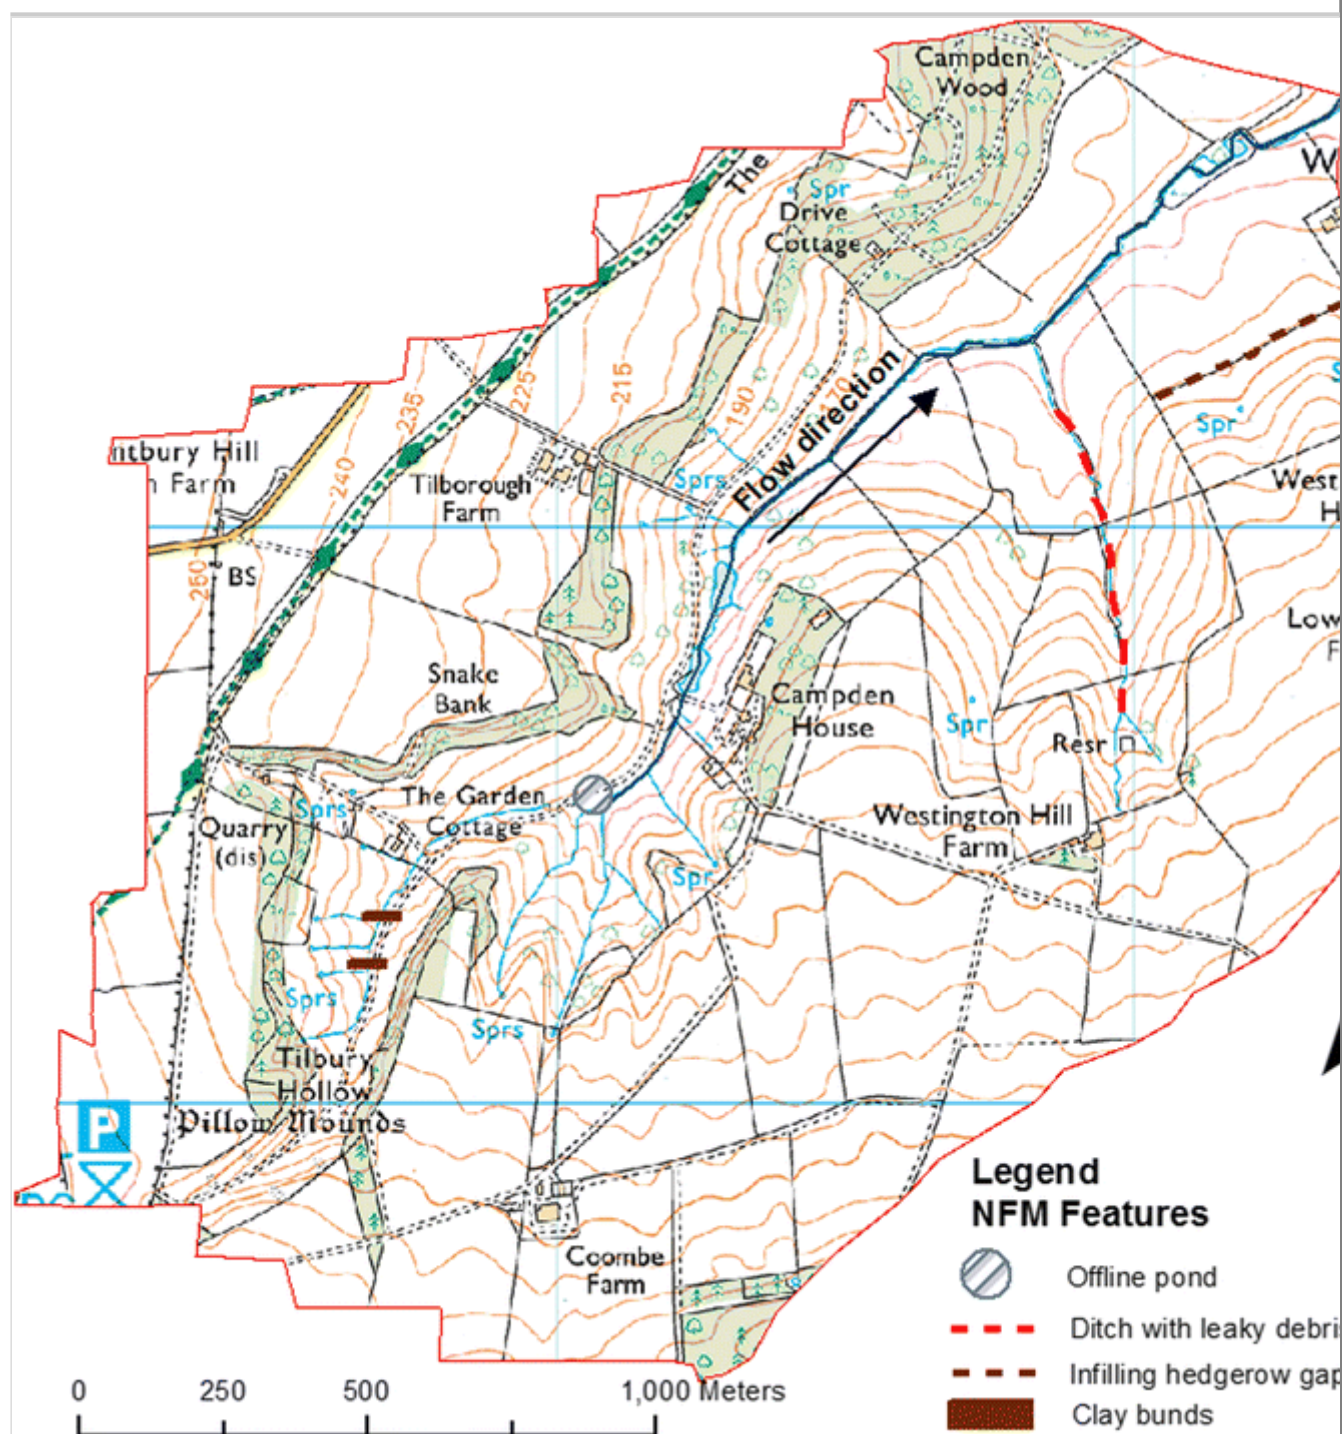 Campden
Wood
The
Spr
Drive
Cottage
W
225
215
190
170
235
Flow direction
Spr
ntbury Hill
n Farm
240
Tilborough
Farm
Sprs
West
H
260
BS
Low
F
Snake
Bank
Campden
House
Spr
Resr
The Garden
Cottage
Sprs
Quarry
(dis)
Westington Hill
Farm
Spr
Sprs
Sprs
Tilbury
Hollow
Pillow Mounds
P
Coombe
Farm
Legend
NFM Features
Offline pond
Ditch with leaky debri
Infilling hedgerow gap
Clay bunds
0 250 500 1,000 Meters